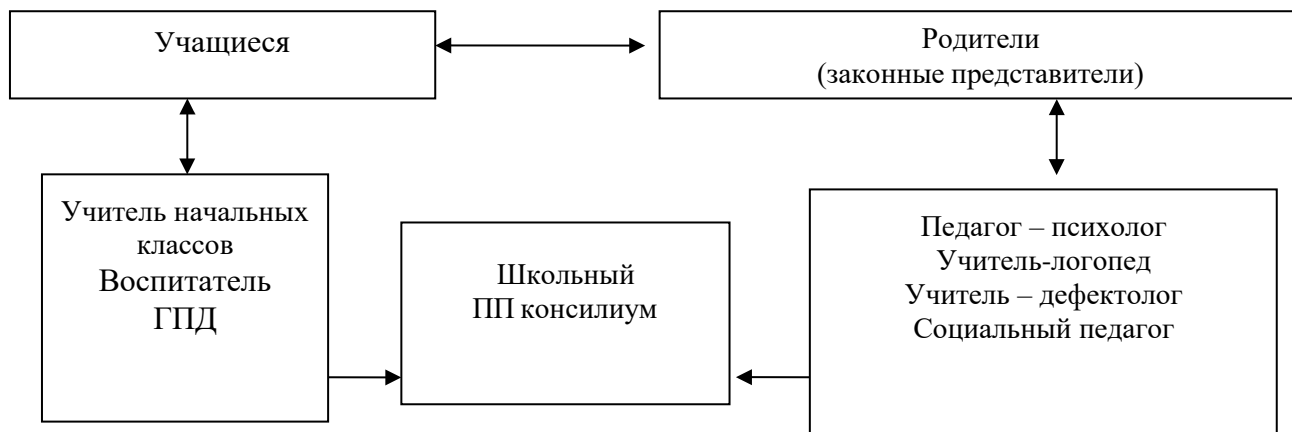 Учащиеся
Родители
(законные представители)
Учитель начальных
классов
Воспитатель
ГПД
Школьный
ПП консилиум
Педагог – психолог
Учитель-логопед
Учитель – дефектолог
Социальный педагог